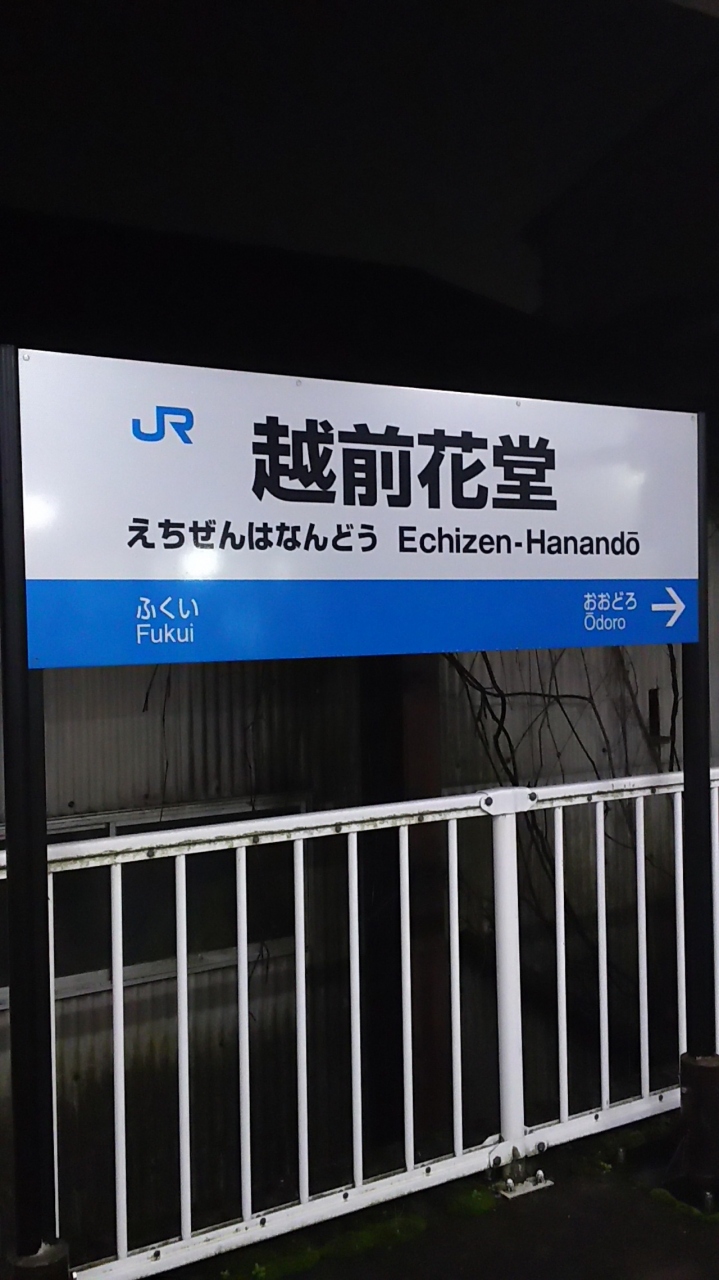 JR
越前花堂
えちぜんはなんどう Echizen-Hanandō
ふくい
Fukui
おおどろ
Ōdoro